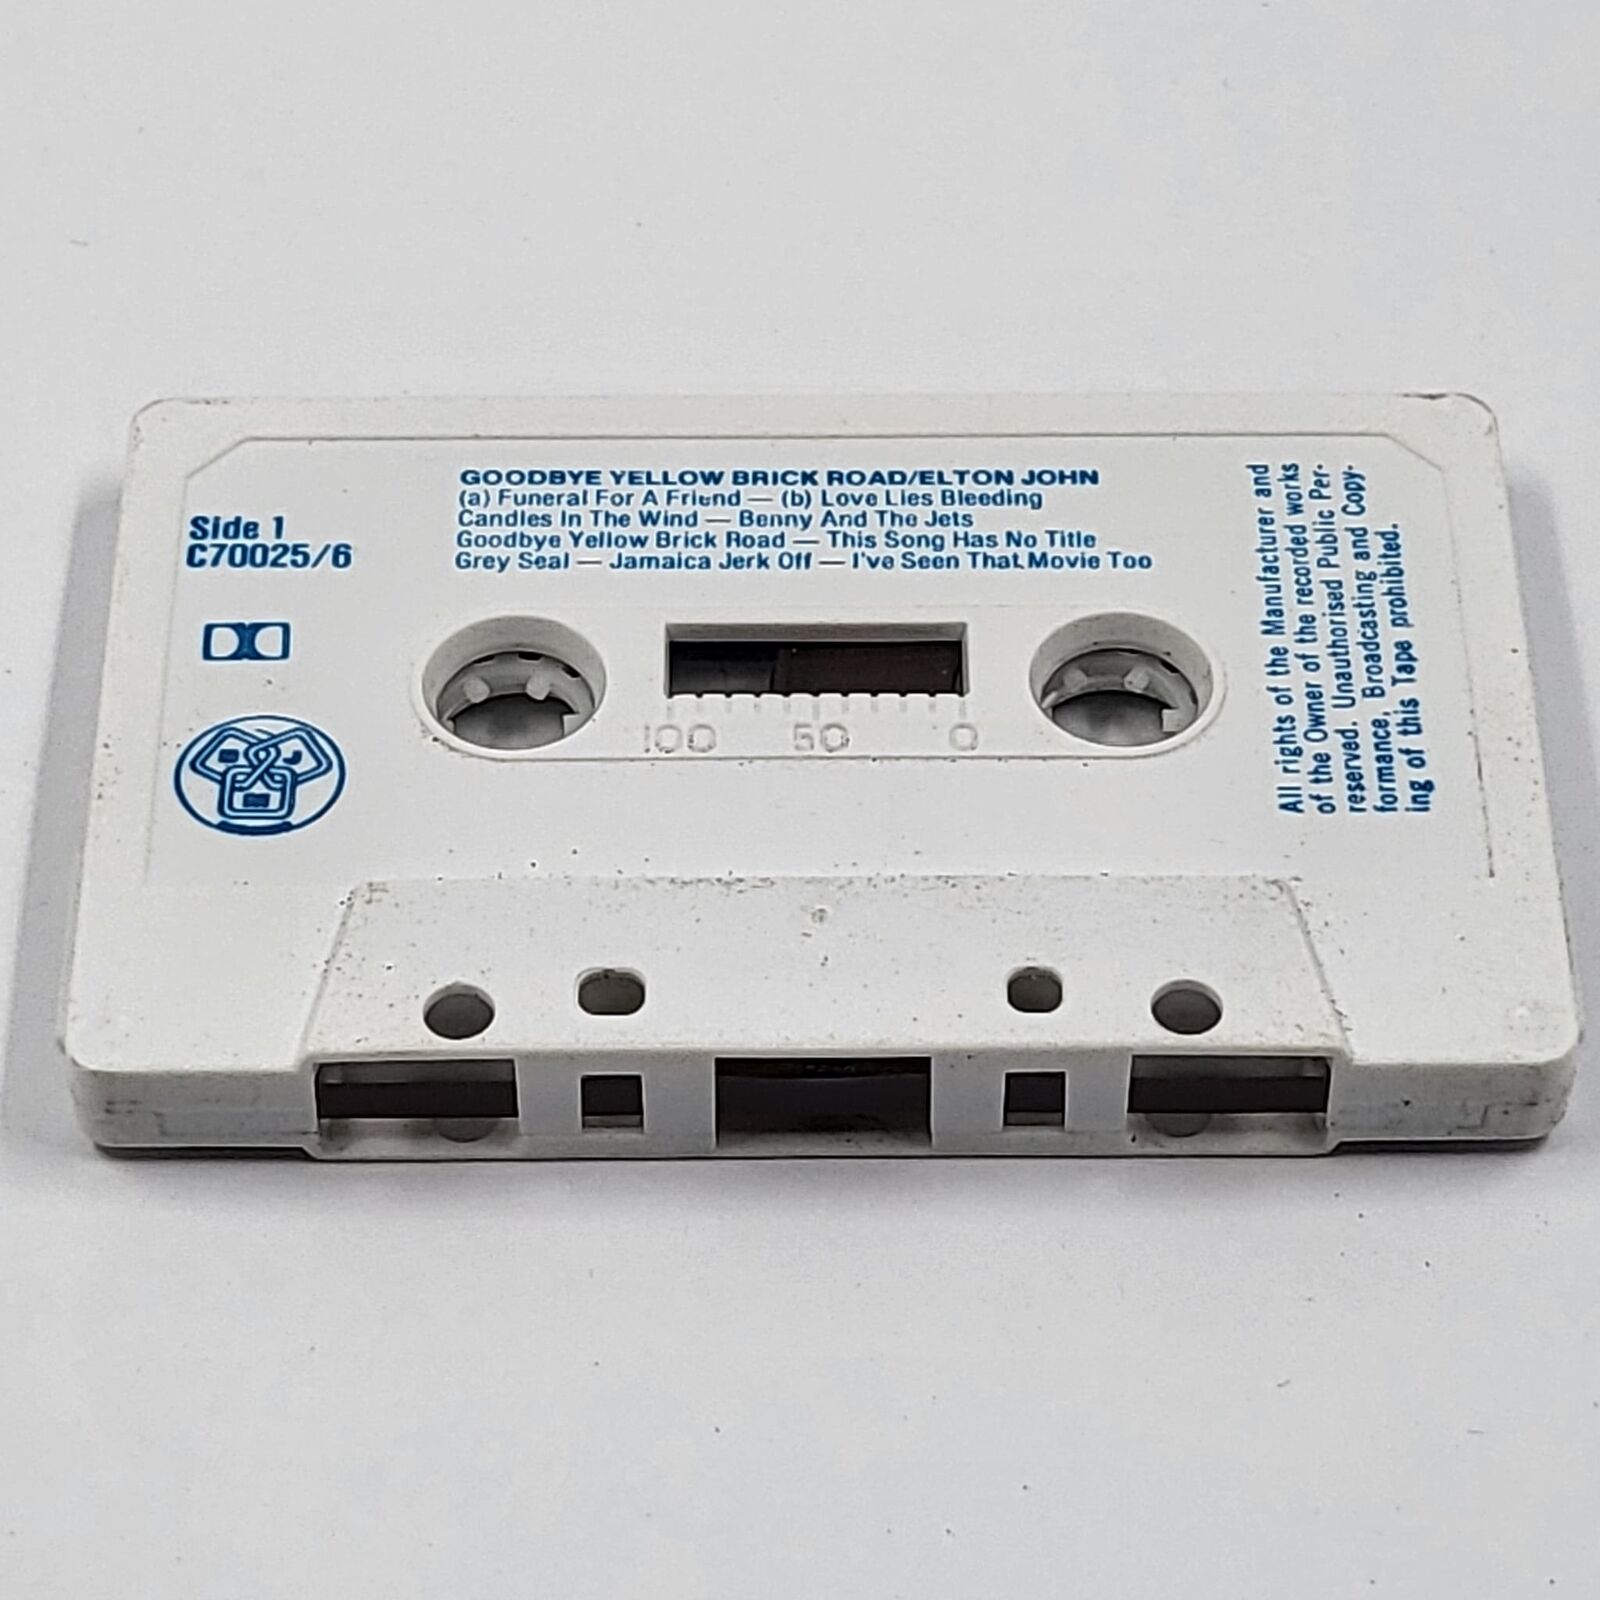 GOODBYE YELLOW BRICK ROAD/ELTON JOHN
(a) Funeral For A Friend — (b) Love Lies Bleeding
Candles In The Wind — Benny And The Jets
Goodbye Yellow Brick Road — This Song Has No Title
Grey Seal — Jamaica Jerk Off — I've Seen That Movie Too
Side 1
C70025/6
100 50 0
All rights of the Manufacturer and
of the Owner of the recorded works
reserved. Unauthorised Public Per-
formance, Broadcasting and Copy-
ing of this Tape prohibited.